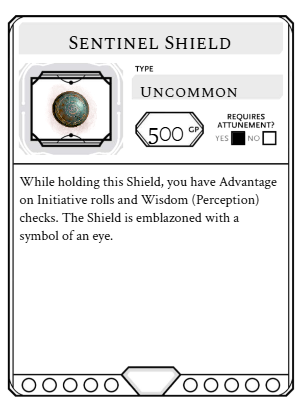 Sentinel Shield
TYPE
Uncommon
500 GP
REQUIRES
ATTUNEMENT?
YES NO
While holding this Shield, you have Advantage
on Initiative rolls and Wisdom (Perception)
checks. The Shield is emblazoned with a
symbol of an eye.